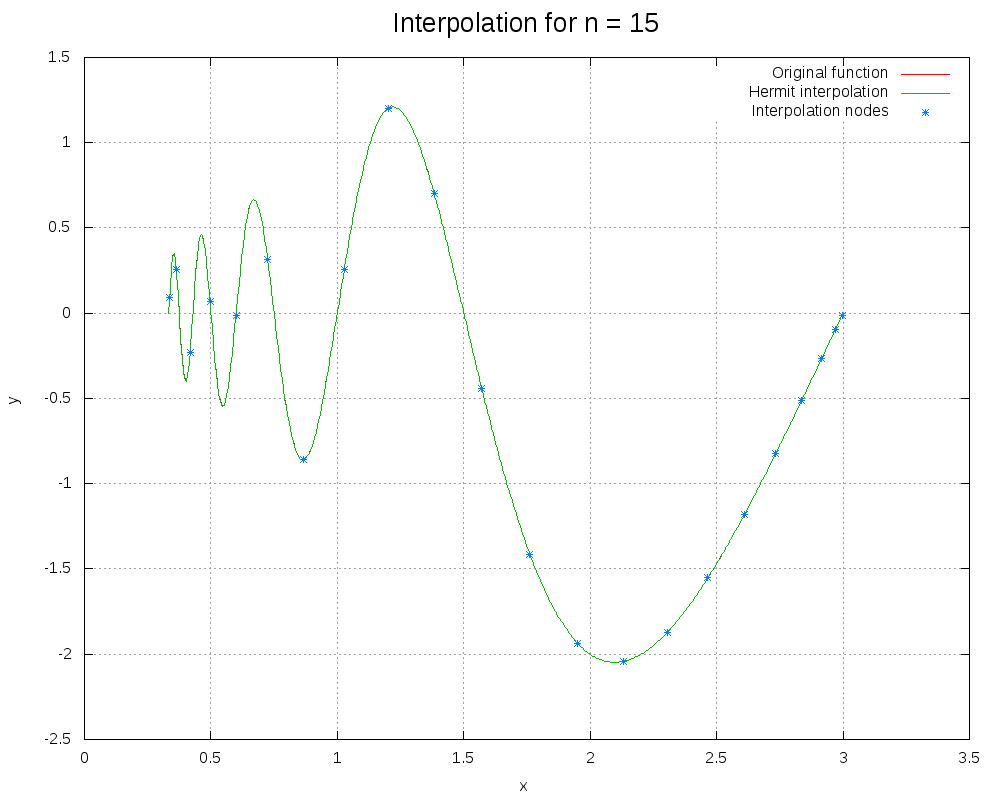 Interpolation for n = 15
Original function
Hermit interpolation
Interpolation nodes
1.5
1
0.5
0
-0.5
-1
-1.5
-2
-2.5
y
0
0.5
1
1.5
2
2.5
3
3.5
x